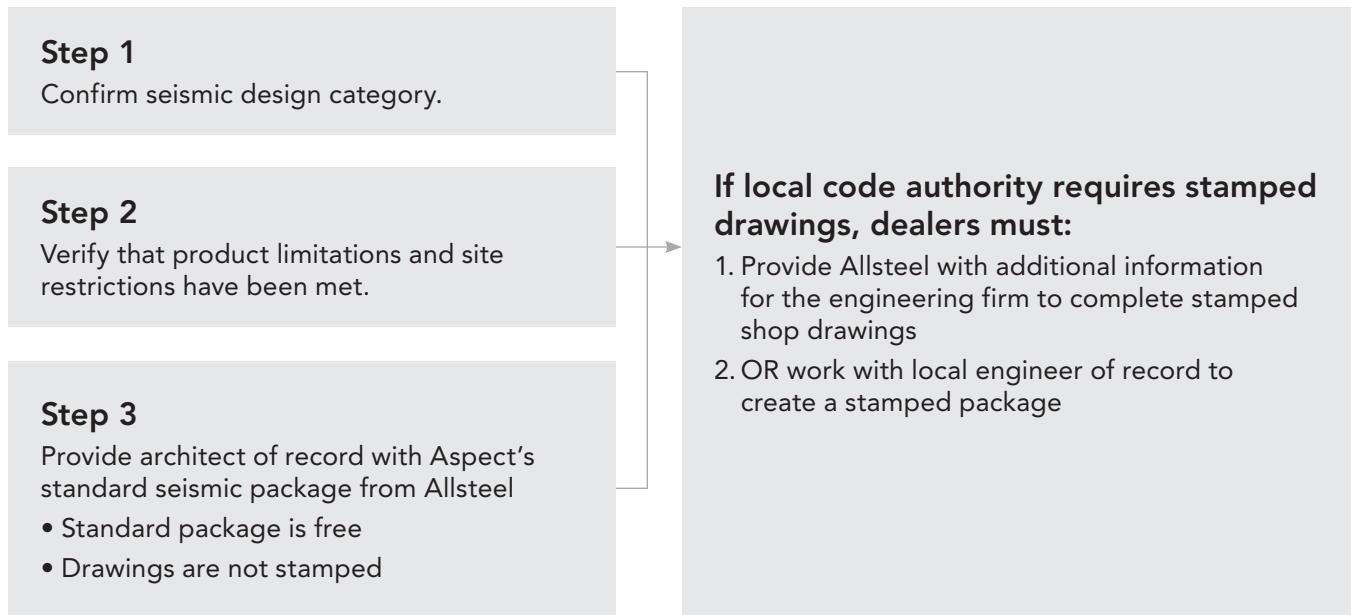 Step 1
Confirm seismic design category.
Step 2
Verify that product limitations and site
restrictions have been met.
Step 3
Provide architect of record with Aspect’s
standard seismic package from Allsteel
• Standard package is free
• Drawings are not stamped
If local code authority requires stamped
drawings, dealers must:
1. Provide Allsteel with additional information
for the engineering firm to complete stamped
shop drawings
2. OR work with local engineer of record to
create a stamped package